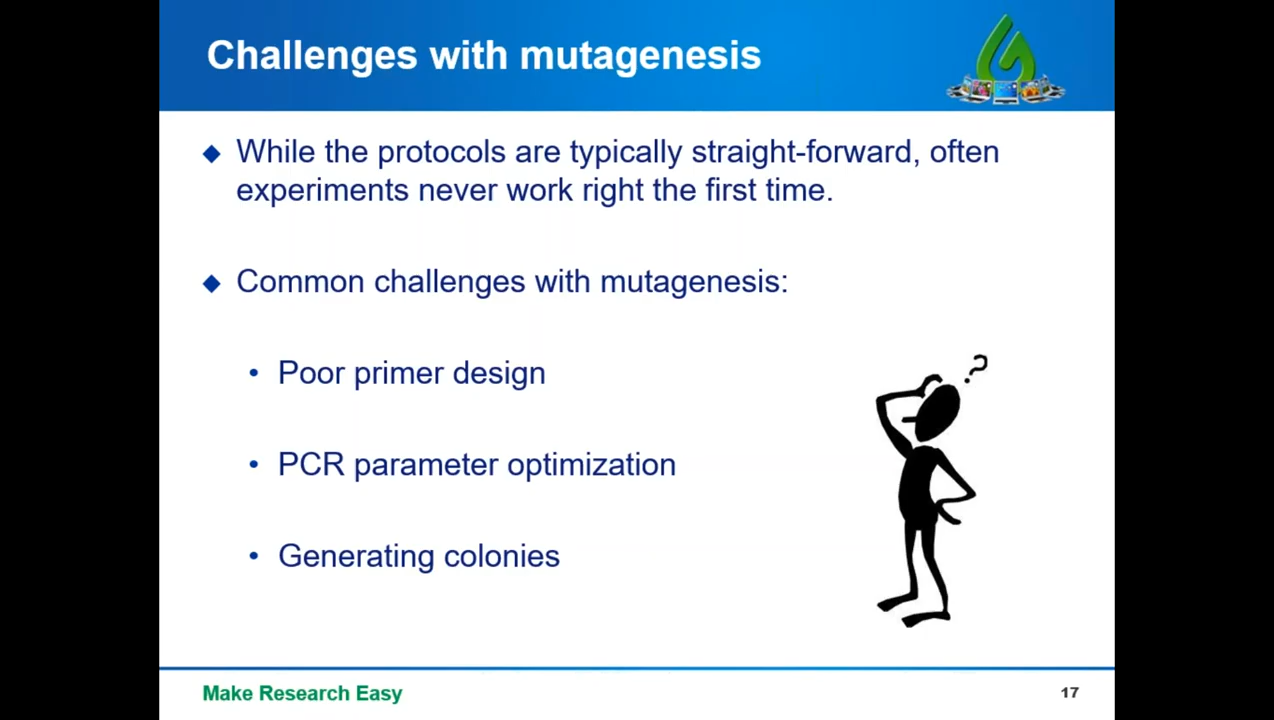 Challenges with mutagenesis
While the protocols are typically straight-forward, often
experiments never work right the first time.
Common challenges with mutagenesis:
• Poor primer design
• PCR parameter optimization
?
• Generating colonies
Make Research Easy
17